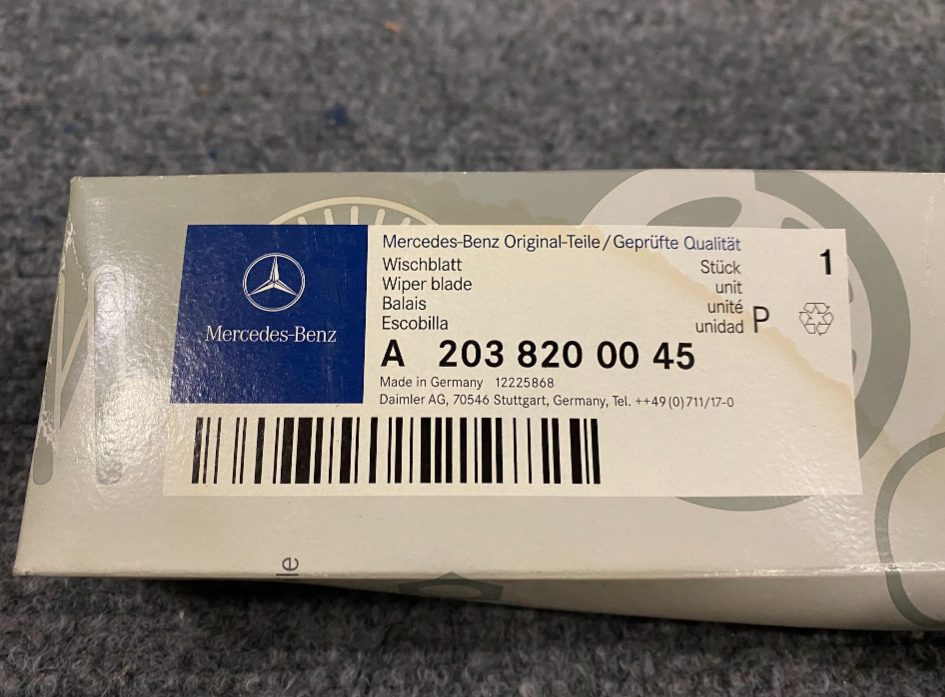 Mercedes-Benz
Mercedes-Benz Original-Teile/Geprüfte Qualität
Wischblatt Stück 1
Wiper blade unit
Balais unité
Escobilla unidad P
A 203 820 00 45
Made in Germany 12225868
Daimler AG, 70546 Stuttgart, Germany, Tel. ++49(0)711/17-0
le